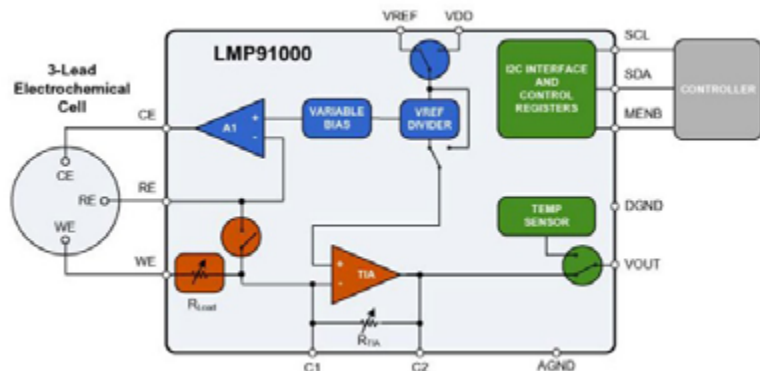 VREF
VDD
LMP91000
SCL
3-Lead
Electrochemical
Cell
I2C INTERFACE
AND
CONTROL
REGISTERS
SDA
CONTROLLER
CE
A1
+
-
VARIABLE
BIAS
VREF
DIVIDER
MENB
CE
RE
RE
WE
TEMP
SENSOR
DGND
WE
+
-
TIA
VOUT
RLoad
RTIA
C1
C2
AGND